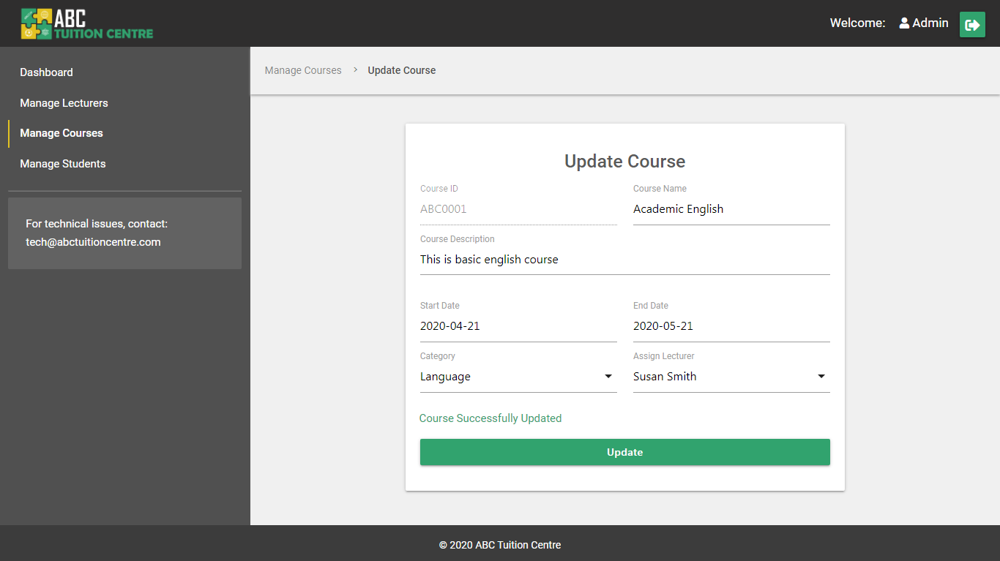 ABC
TUITION CENTRE
Welcome: Admin
Dashboard
Manage Lecturers
Manage Courses
Manage Students
For technical issues, contact:
tech@abctuitioncentre.com
Manage Courses > Update Course
Update Course
Course ID
ABC0001
Course Name
Academic English
Course Description
This is basic english course
Start Date
2020-04-21
End Date
2020-05-21
Category
Language
Assign Lecturer
Susan Smith
Course Successfully Updated
Update
© 2020 ABC Tuition Centre